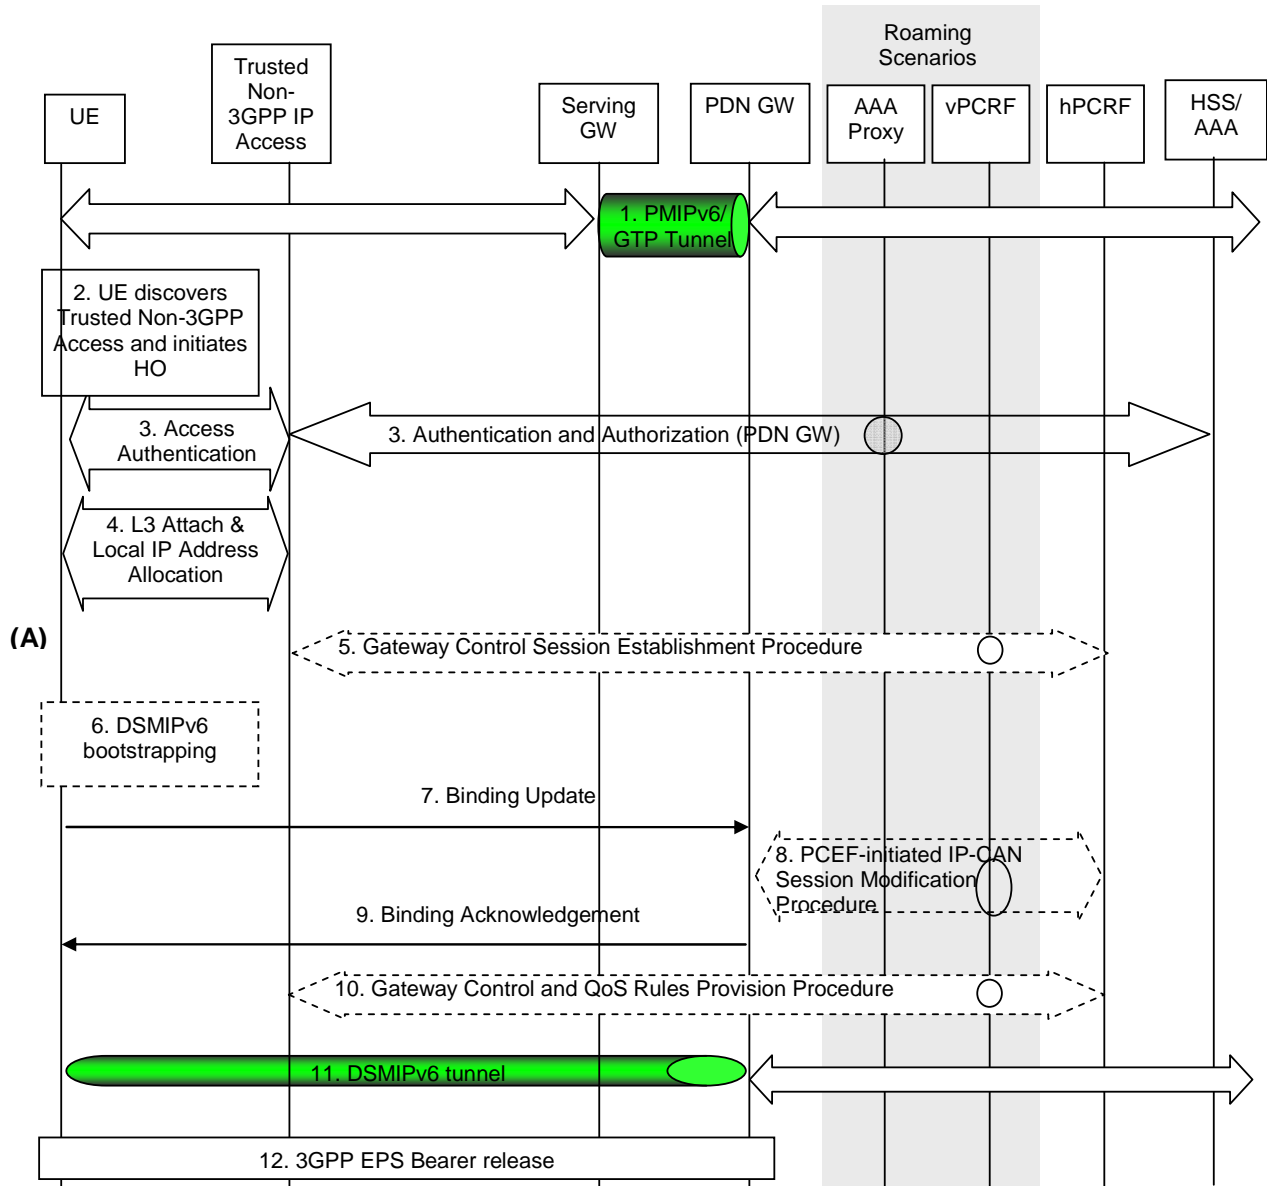 Roaming
Scenarios
UE
Trusted
Non-
3GPP IP
Access
Serving
GW
PDN GW
AAA
Proxy
vPCRF
hPCRF
HSS/
AAA
1. PMIPv6/
GTP Tunnel
2. UE discovers
Trusted Non-3GPP
Access and initiates
HO
3. Access
Authentication
3. Authentication and Authorization (PDN GW)
4. L3 Attach &
Local IP Address
Allocation
(A)
5. Gateway Control Session Establishment Procedure
6. DSMIPv6
bootstrapping
7. Binding Update
8. PCEF-initiated IP-CAN
Session Modification
Procedure
9. Binding Acknowledgement
10. Gateway Control and QoS Rules Provision Procedure
11. DSMIPv6 tunnel
12. 3GPP EPS Bearer release